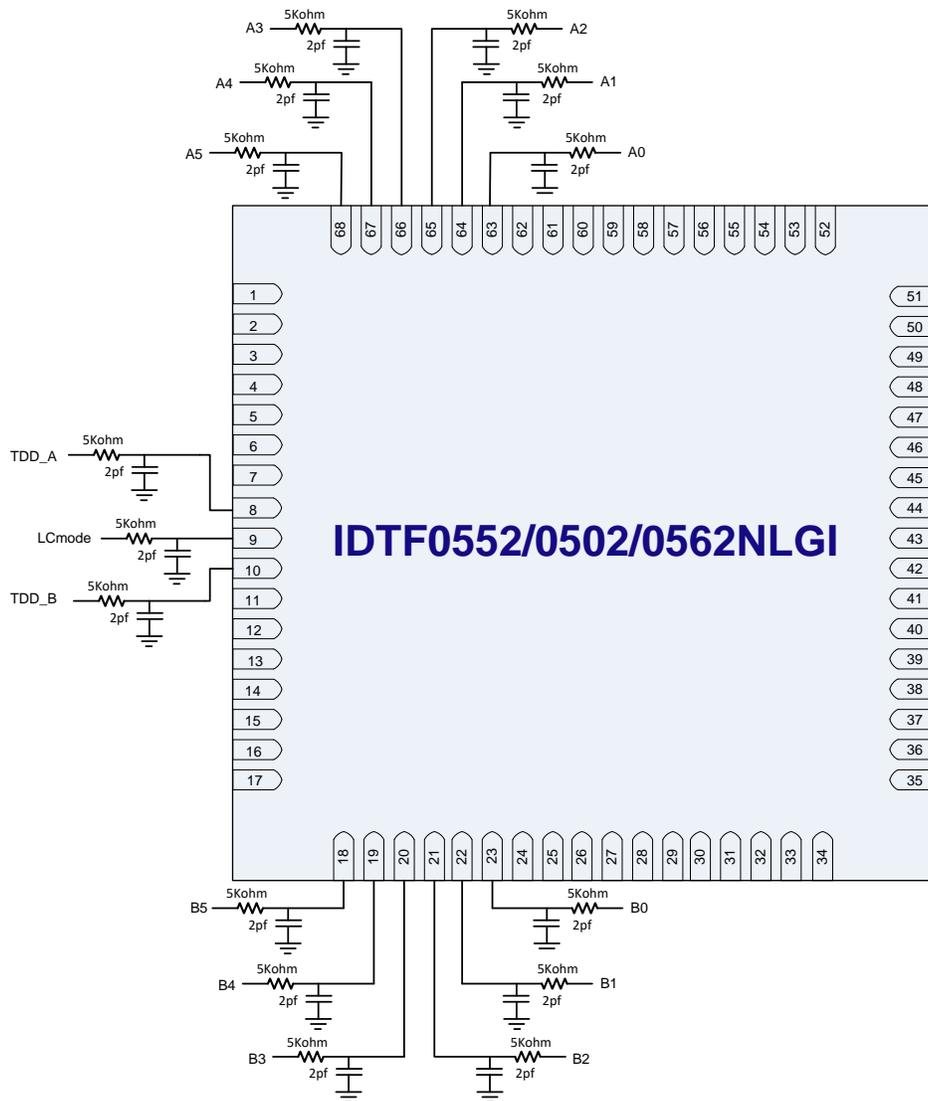 5Kohm
A3
2pf
5Kohm
A2
2pf
5Kohm
A4
2pf
5Kohm
A1
2pf
5Kohm
A5
2pf
5Kohm
A0
2pf
68 67 66 65 64 63 62 61 60 59 58 57 56 55 54 53 52
1
2
3
4
5
6
7
8
9
10
11
12
13
14
15
16
17
51
50
49
48
47
46
45
44
43
42
41
40
39
38
37
36
35
5Kohm
TDD_A
2pf
5Kohm
LCmode
2pf
5Kohm
TDD_B
2pf
IDTF0552/0502/0562NLGI
18 19 20 21 22 23 24 25 26 27 28 29 30 31 32 33 34
5Kohm
B5
2pf
5Kohm
B0
2pf
5Kohm
B4
2pf
5Kohm
B1
2pf
5Kohm
B3
2pf
5Kohm
B2
2pf